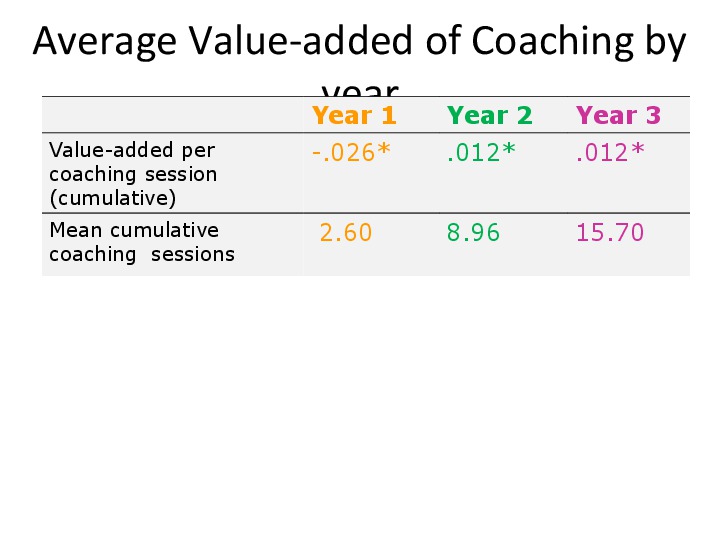 Average Value-added of Coaching by
year
Year 1 Year 2 Year 3
Value-added per
coaching session
(cumulative)
-.026* .012* .012*
Mean cumulative
coaching sessions
2.60 8.96 15.70